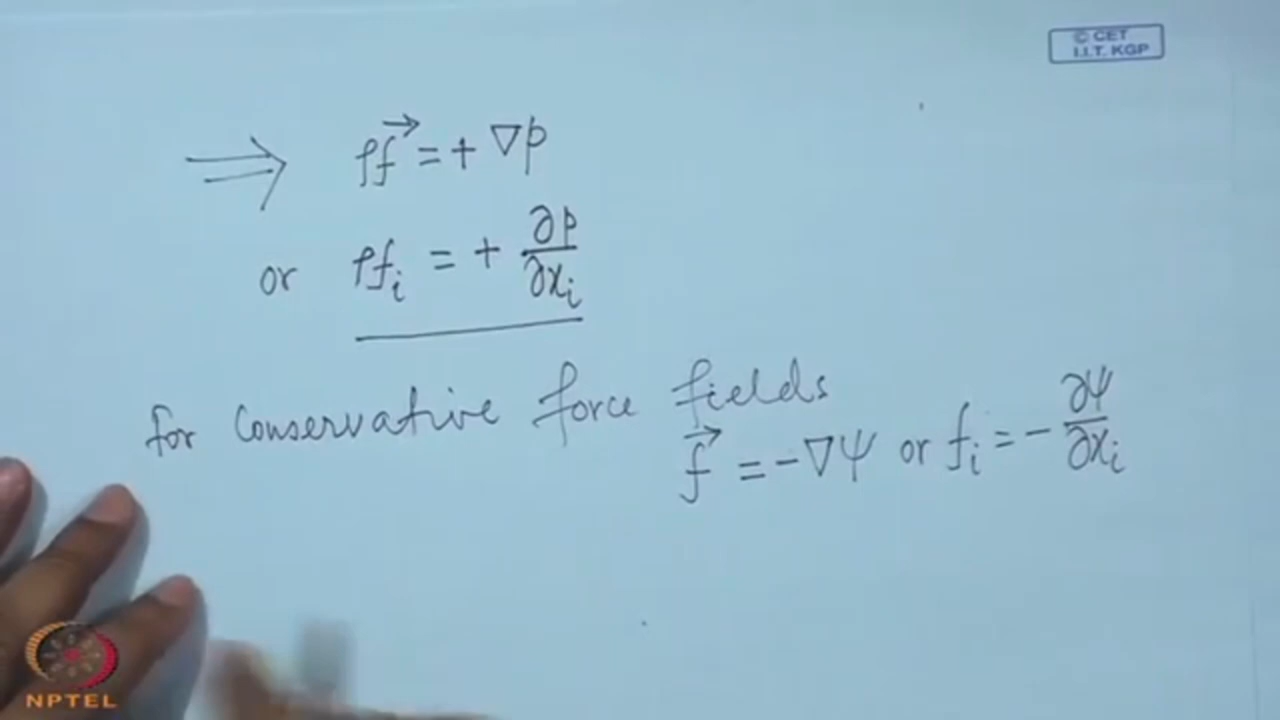 © CET
I.I.T. KGP
⇒ ρf⃗ = + ∇p
or ρfᵢ = + ∂p/∂xᵢ
for conservative force fields
f⃗ = -∇ψ or fᵢ = - ∂ψ/∂xᵢ
NPTEL